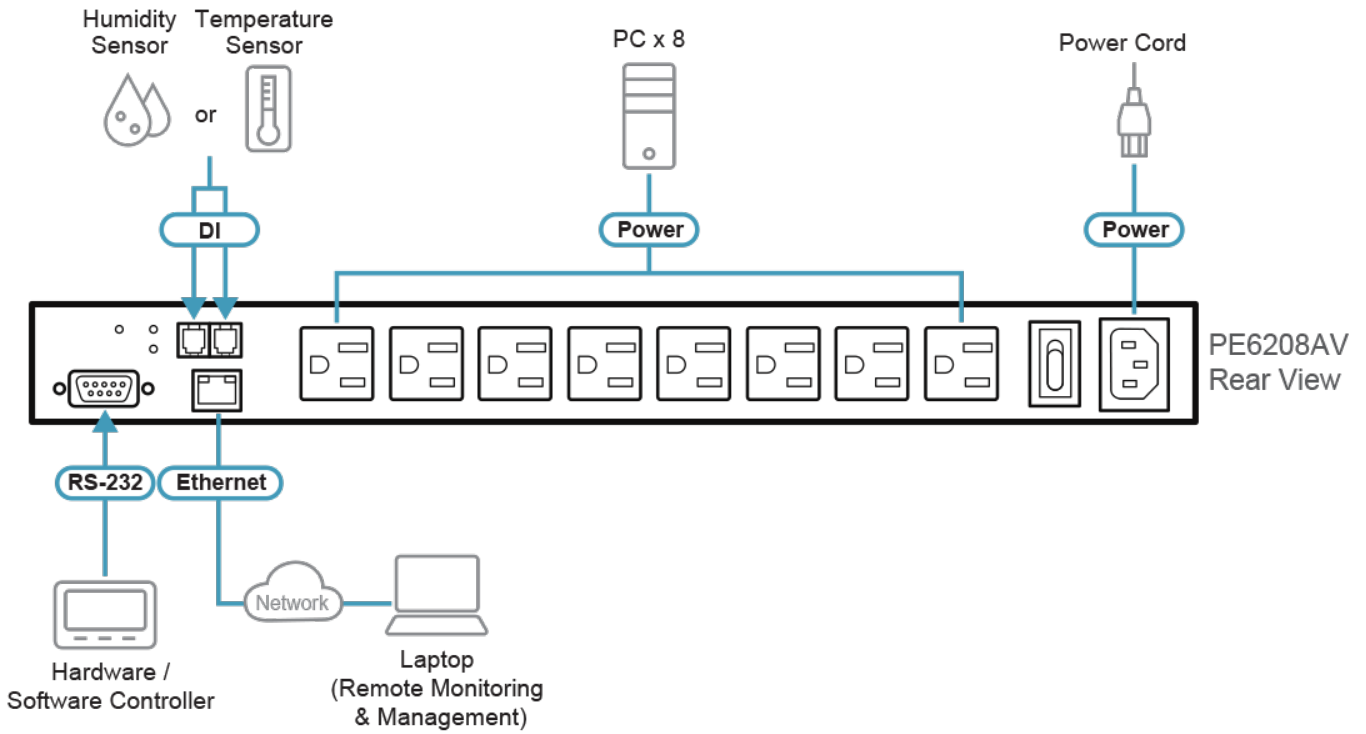 Humidity
Sensor
Temperature
Sensor
or
PC x 8
Power Cord
DI
Power
Power
PE6208AV
Rear View
RS-232
Ethernet
Network
Hardware /
Software Controller
Laptop
(Remote Monitoring
& Management)